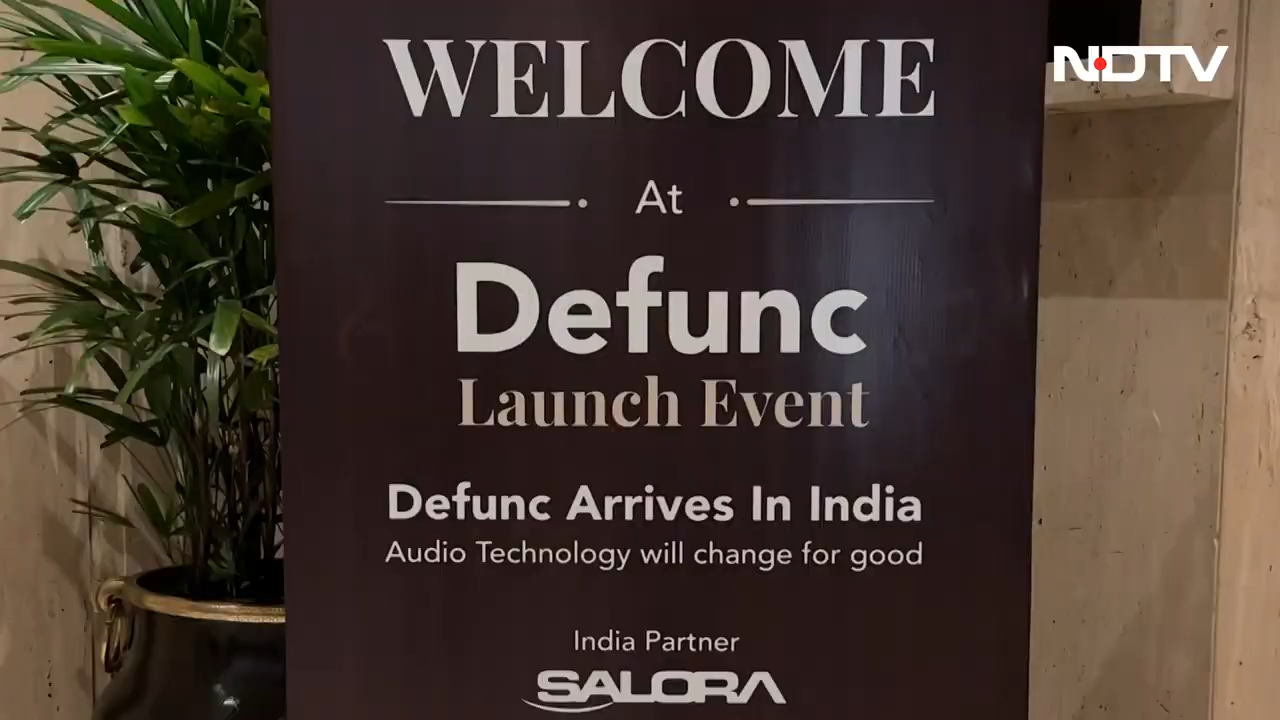 NDTV
WELCOME
At
Defunc
Launch Event
Defunc Arrives In India
Audio Technology will change for good
India Partner
SALORA